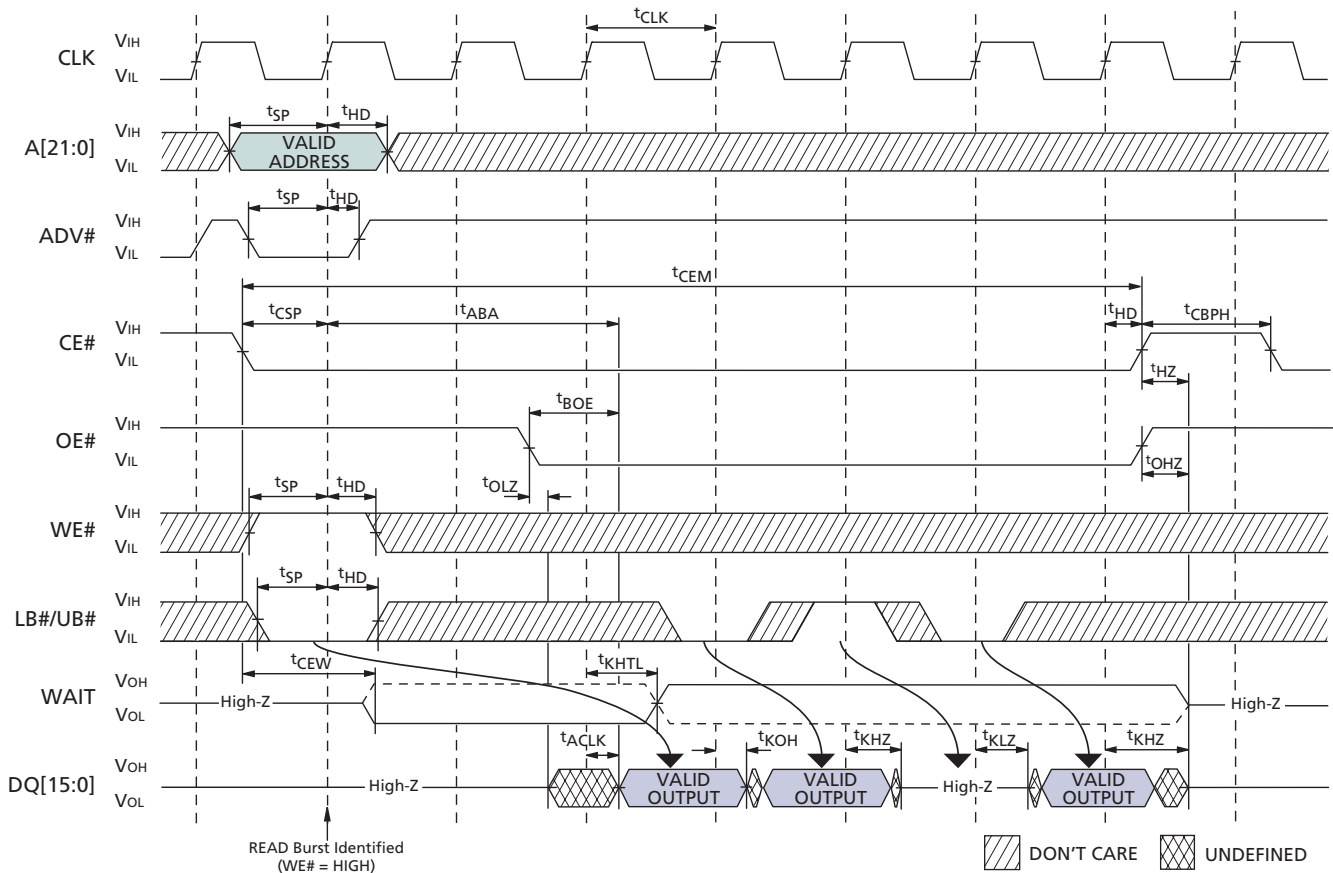 tCLK
CLK
VIH
VIL
tSP
tHD
A[21:0]
VIH
VIL
VALID
ADDRESS
tSP
tHD
ADV#
VIH
VIL
tCEM
tCSP
tABA
tHD
tCBPH
CE#
VIH
VIL
tHZ
tBOE
OE#
VIH
VIL
tOHZ
tOLZ
tSP
tHD
WE#
VIH
VIL
tSP
tHD
LB#/UB#
VIH
VIL
tCEW
tKHTL
WAIT
VOH
VOL
High-Z
High-Z
tACLK
tKOH
tKHZ
tKLZ
tKHZ
DQ[15:0]
VOH
VOL
High-Z
VALID
OUTPUT
VALID
OUTPUT
High-Z
VALID
OUTPUT
READ Burst Identified
(WE# = HIGH)
DON'T CARE
UNDEFINED